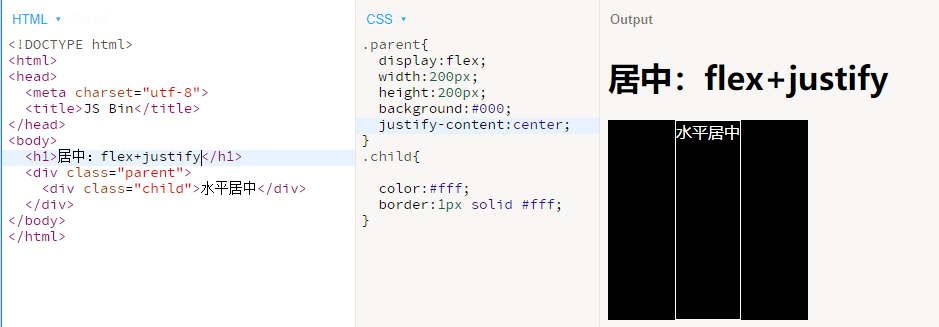 HTML ▾
<!DOCTYPE html>
<html>
<head>
  <meta charset="utf-8">
  <title>JS Bin</title>
</head>
<body>
  <h1>居中：flex+justify</h1>
  <div class="parent">
    <div class="child">水平居中</div>
  </div>
</body>
</html>
CSS ▾
.parent{
  display:flex;
  width:200px;
  height:200px;
  background:#000;
  justify-content:center;
}
.child{
  color:#fff;
  border:1px solid #fff;
}
Output
居中：flex+justify
水平居中